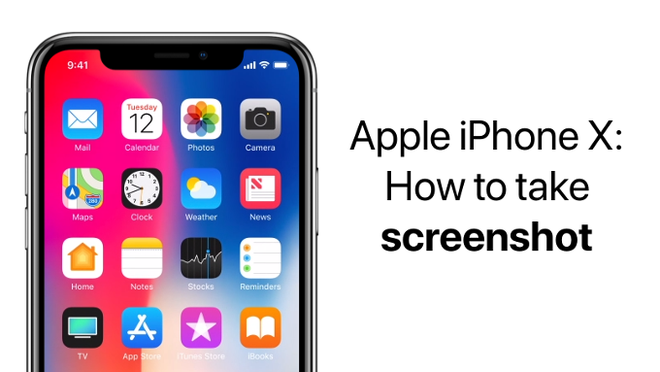 9:41
Mail
Tuesday
12
Calendar
Photos
Camera
Maps
280
Clock
Weather
News
Home
Notes
Stocks
Reminders
TV
App Store
iTunes Store
iBooks
Apple iPhone X:
How to take
screenshot